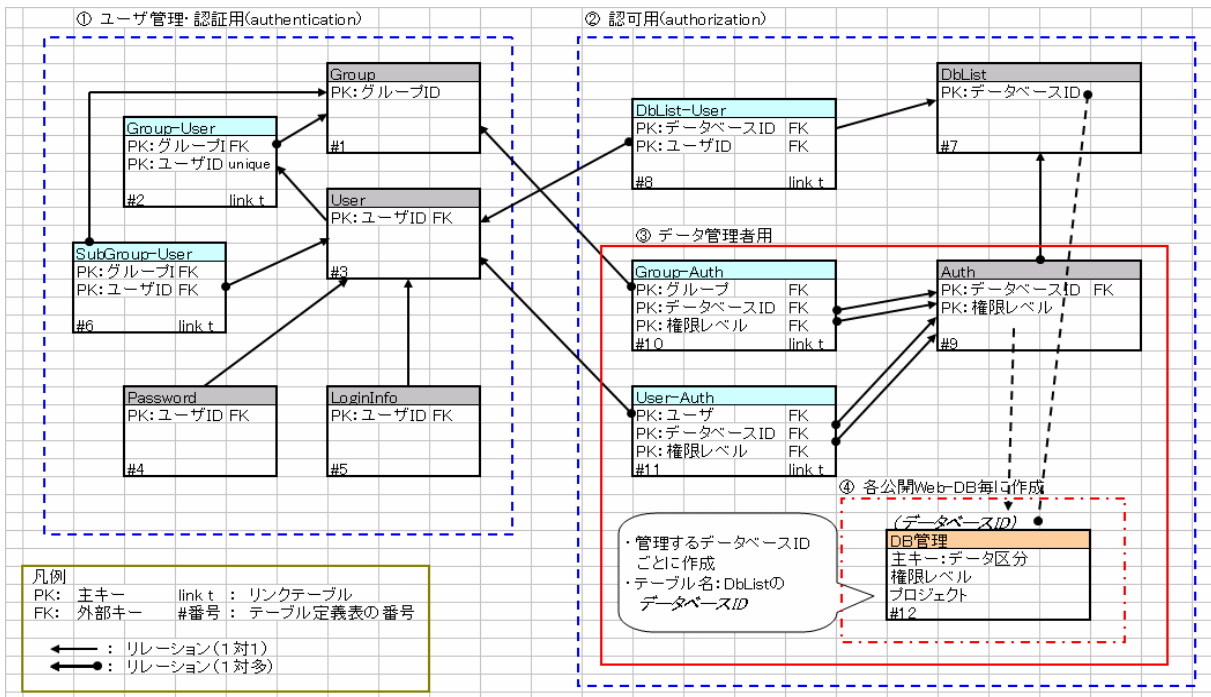 ① ユーザ管理・認証用(authentication)
Group
PK:グループID
#1
Group-User
PK:グループI FK
PK:ユーザID unique
#2 link t
User
PK:ユーザID FK
#3
SubGroup-User
PK:グループI FK
PK:ユーザID FK
#6 link t
Password
PK:ユーザID FK
#4
LoginInfo
PK:ユーザID FK
#5
② 認可用(authorization)
DbList
PK:データベースID
#7
DbList-User
PK:データベースID FK
PK:ユーザID FK
#8 link t
③ データ管理者用
Group-Auth
PK:グループ FK
PK:データベースID FK
PK:権限レベル FK
#10 link t
Auth
PK:データベースID FK
PK:権限レベル
#9
User-Auth
PK:ユーザ FK
PK:データベースID FK
PK:権限レベル FK
#11 link t
④ 各公開Web-DB毎に作成
(データベースID)
DB管理
主キー:データ区分
権限レベル
プロジェクト
#12
・管理するデータベースID
ごとに作成
・テーブル名:DbListの
データベースID
凡例
PK: 主キー link t : リンクテーブル
FK: 外部キー #番号 : テーブル定義表の番号
: リレーション(1対1)
: リレーション(1対多)